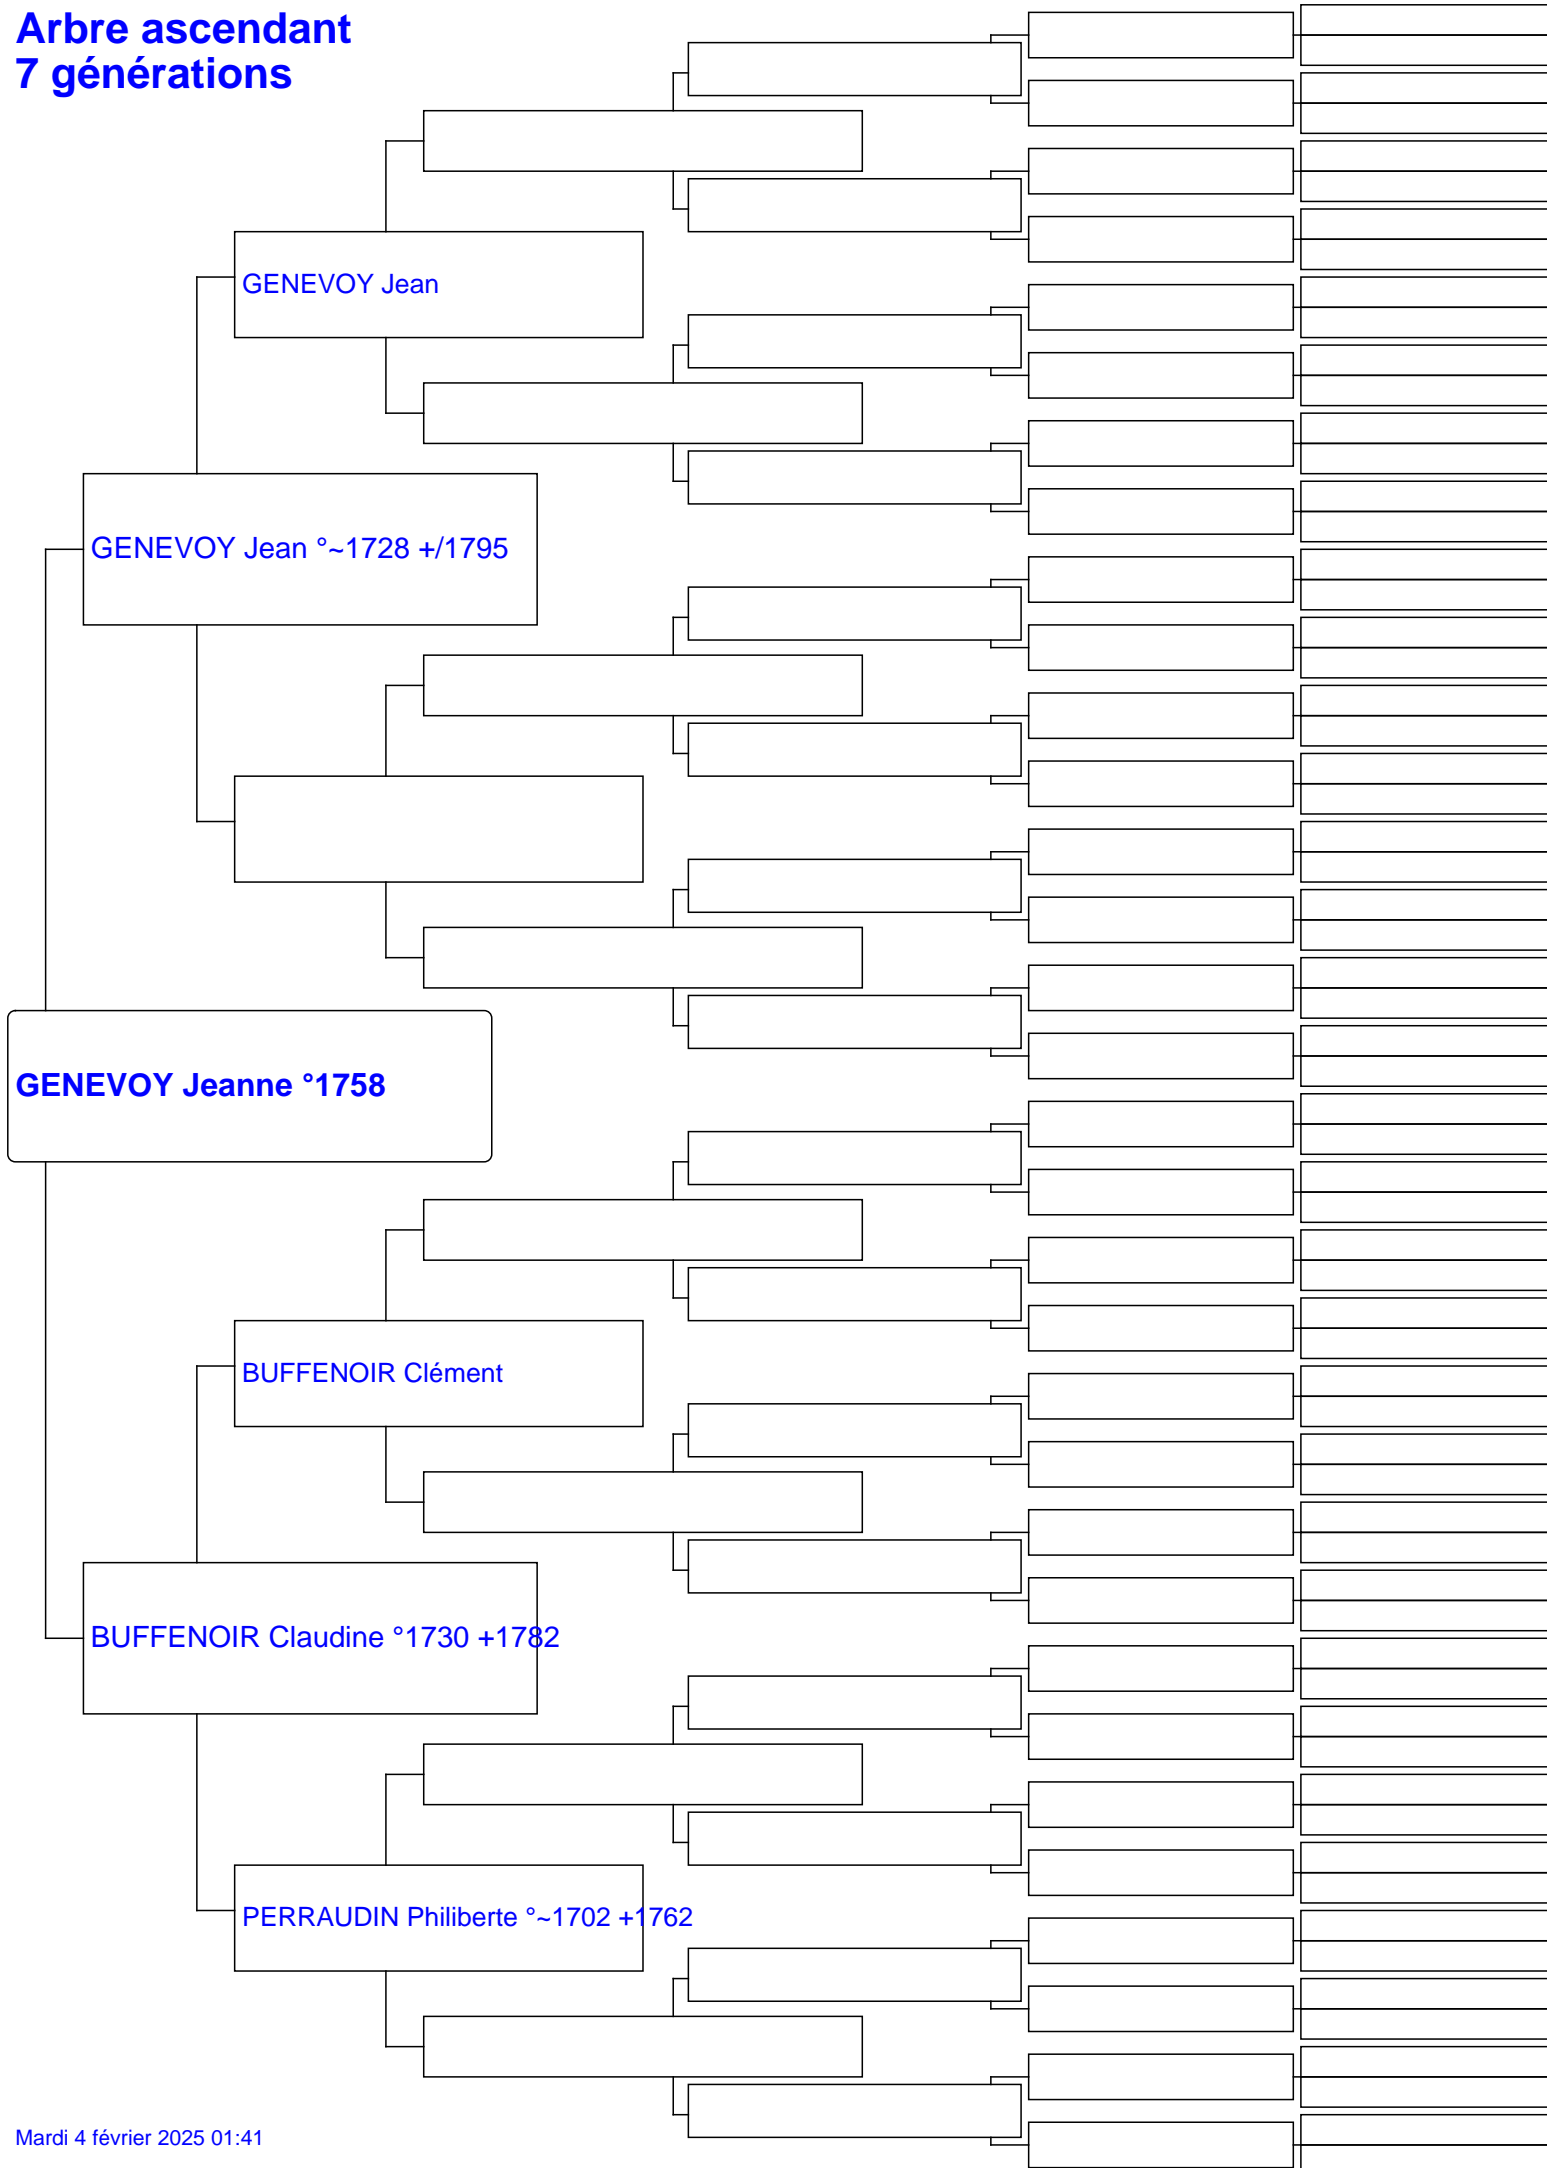 Arbre ascendant
7 générations
GENEVOY Jean
GENEVOY Jean °~1728 +/1795
GENEVOY Jeanne °1758
BUFFENOIR Clément
BUFFENOIR Claudine °1730 +1782
PERRAUDIN Philiberte °~1702 +1762
Mardi 4 février 2025 01:41